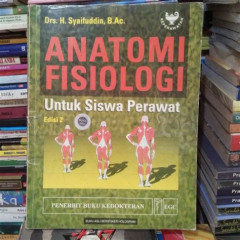 Drs. H. Syaifuddin, B.Ac.
ANATOMI
FISIOLOGI
Untuk Siswa Perawat
Edisi 2
PENERBIT BUKU KEDOKTERAN
EGC